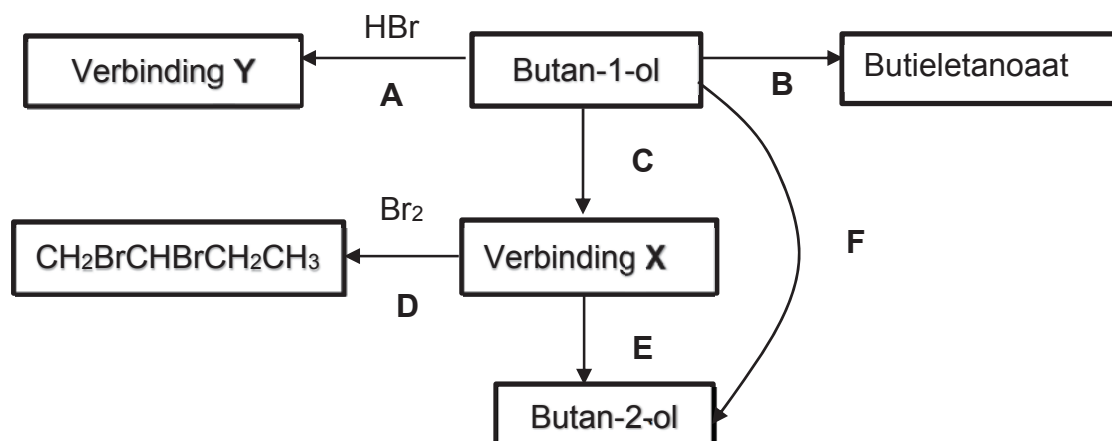 HBr
Verbinding Y
Butan-1-ol
Butieletanoaat
A
B
C
Br₂
CH₂BrCHBrCH₂CH₃
Verbinding X
F
D
E
Butan-2-ol